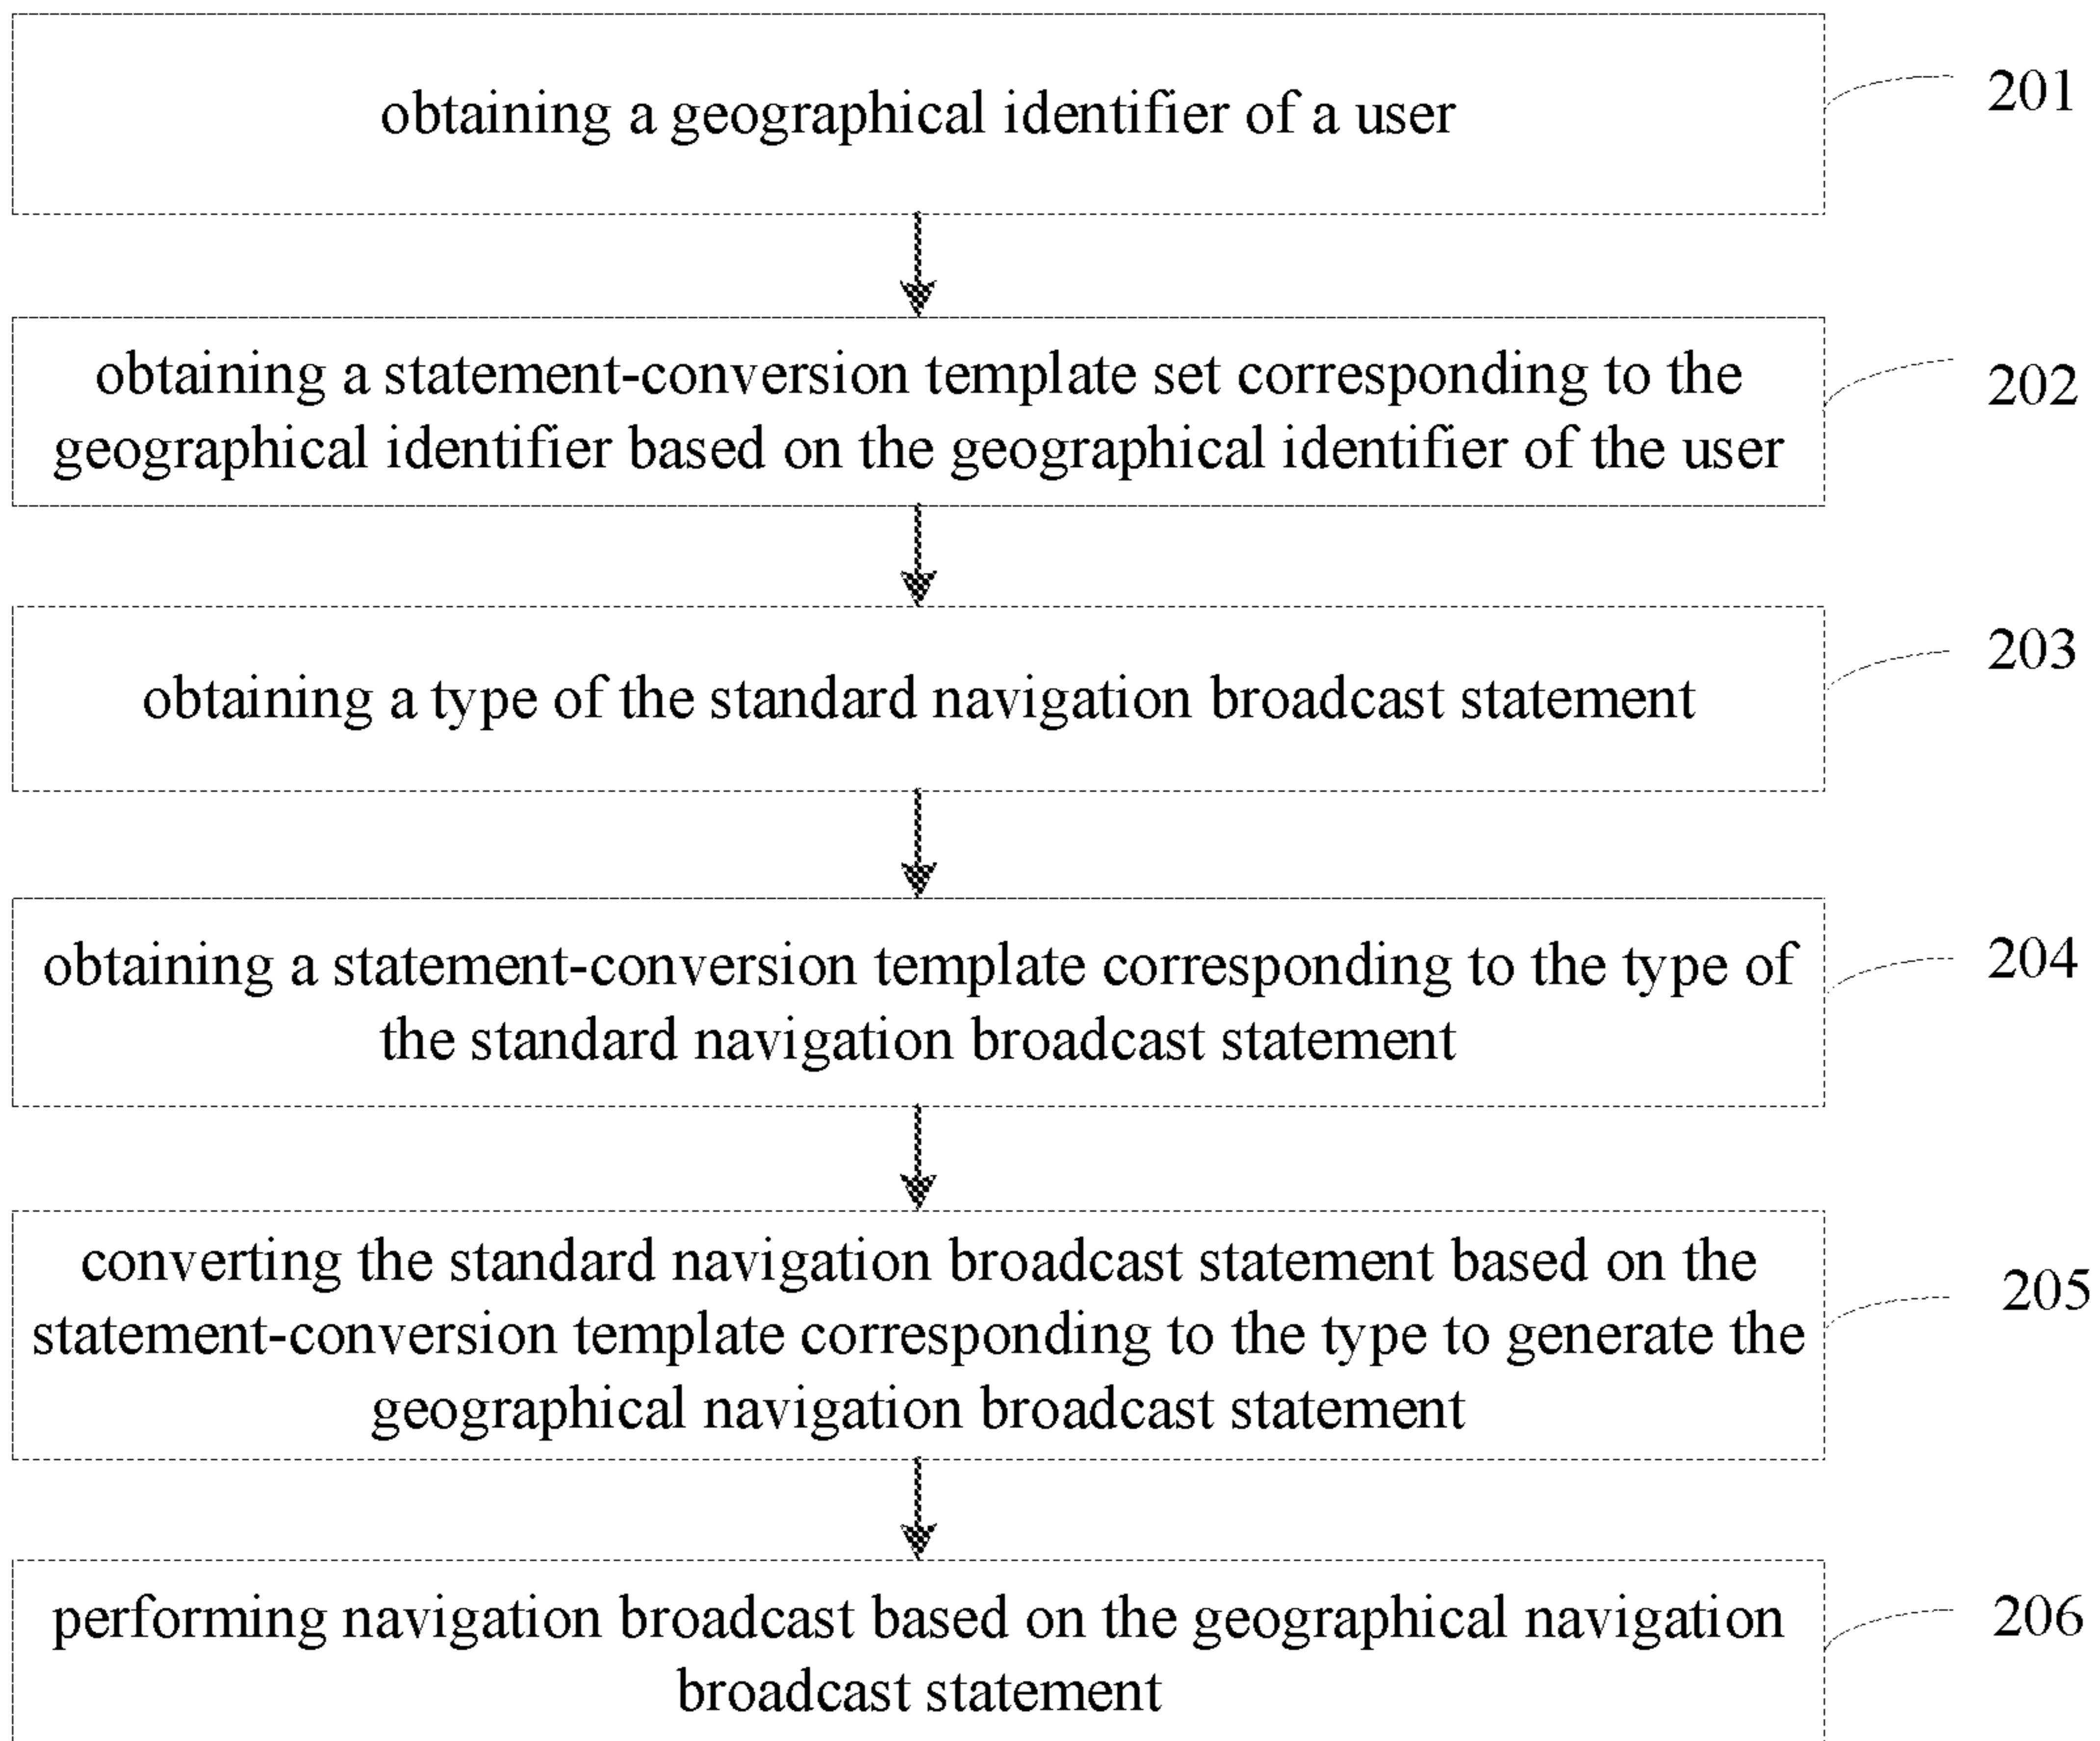 obtaining a geographical identifier of a user
201
obtaining a statement-conversion template set corresponding to the
geographical identifier based on the geographical identifier of the user
202
obtaining a type of the standard navigation broadcast statement
203
obtaining a statement-conversion template corresponding to the type of
the standard navigation broadcast statement
204
converting the standard navigation broadcast statement based on the
statement-conversion template corresponding to the type to generate the
geographical navigation broadcast statement
205
performing navigation broadcast based on the geographical navigation
broadcast statement
206